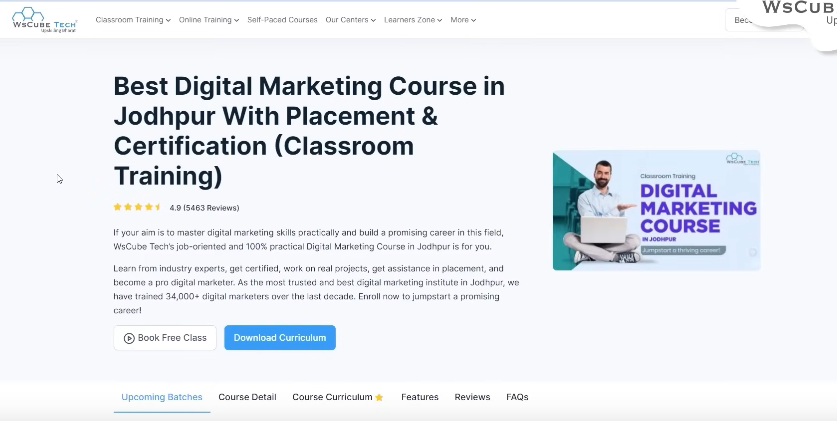 WsCube Tech
Upskilling Bharat
Classroom Training Online Training Self-Paced Courses Our Centers Learners Zone More
WsCub
Up
Best Digital Marketing Course in
Jodhpur With Placement &
Certification (Classroom
Training)
4.9 (5463 Reviews)
If your aim is to master digital marketing skills practically and build a promising career in this field,
WsCube Tech's job-oriented and 100% practical Digital Marketing Course in Jodhpur is for you.
Learn from industry experts, get certified, work on real projects, get assistance in placement, and
become a pro digital marketer. As the most trusted and best digital marketing institute in Jodhpur, we
have trained 34,000+ digital marketers over the last decade. Enroll now to jumpstart a promising
career!
Book Free Class Download Curriculum
WsCube Tech
Classroom Training
DIGITAL
MARKETING
COURSE
IN JODHPUR
Jumpstart a thriving career!
Upcoming Batches Course Detail Course Curriculum Features Reviews FAQs